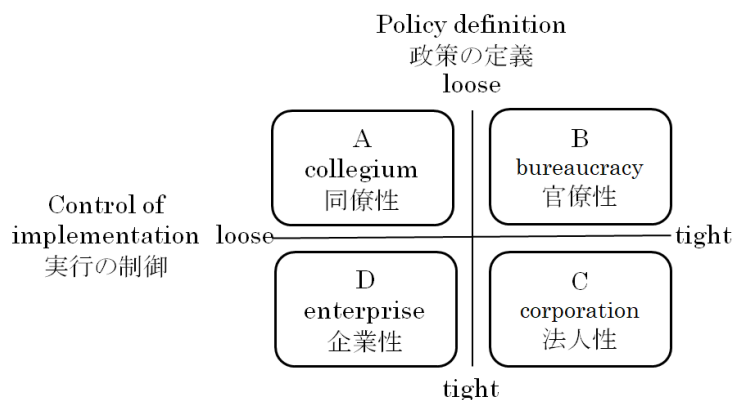 Policy definition
政策の定義
loose
A
collegium
同僚性
B
bureaucracy
官僚性
Control of
implementation
実行の制御
loose
tight
D
enterprise
企業性
C
corporation
法人性
tight